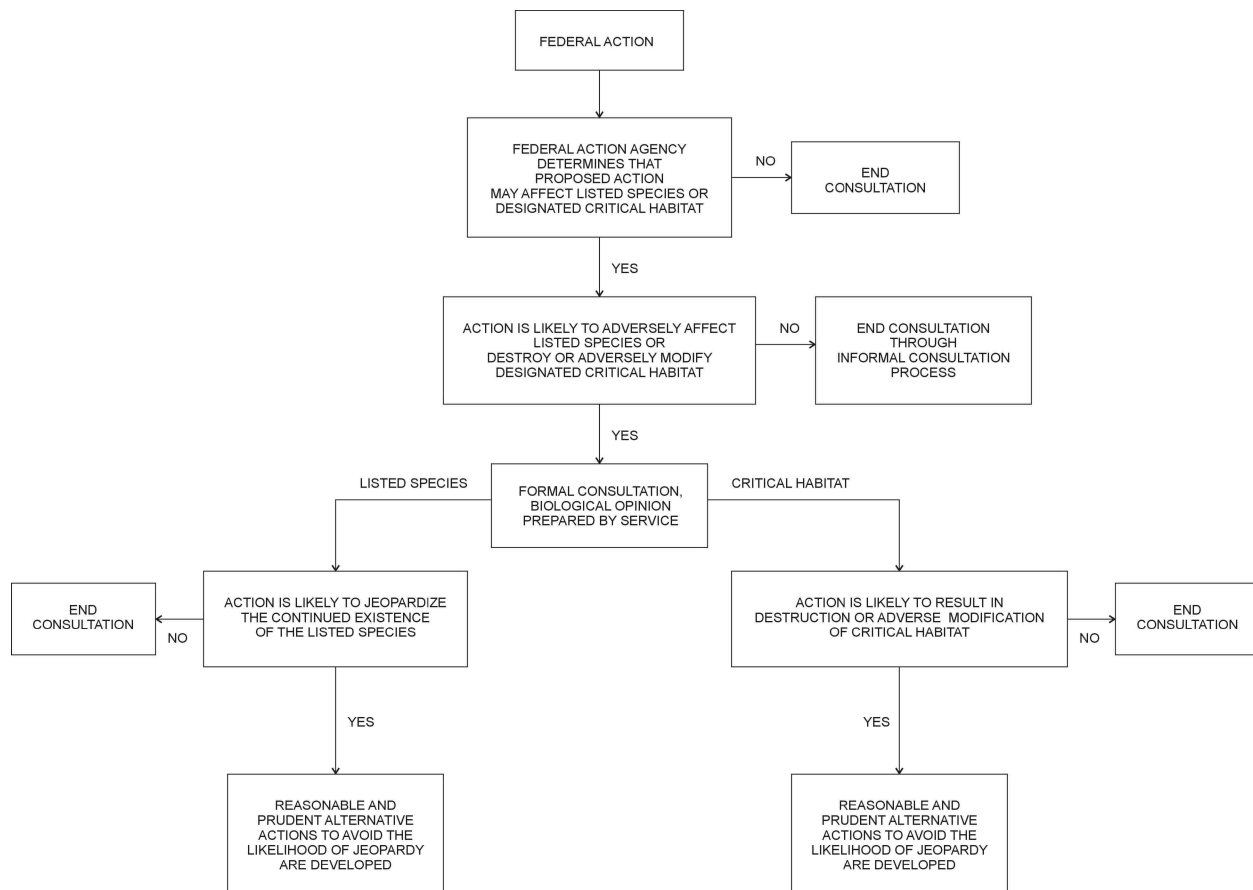 FEDERAL ACTION
FEDERAL ACTION AGENCY
DETERMINES THAT
PROPOSED ACTION
MAY AFFECT LISTED SPECIES OR
DESIGNATED CRITICAL HABITAT
NO
END
CONSULTATION
YES
ACTION IS LIKELY TO ADVERSELY AFFECT
LISTED SPECIES OR
DESTROY OR ADVERSELY MODIFY
DESIGNATED CRITICAL HABITAT
NO
END CONSULTATION
THROUGH
INFORMAL CONSULTATION
PROCESS
YES
FORMAL CONSULTATION,
BIOLOGICAL OPINION
PREPARED BY SERVICE
LISTED SPECIES
CRITICAL HABITAT
END
CONSULTATION
NO
ACTION IS LIKELY TO JEOPARDIZE
THE CONTINUED EXISTENCE
OF THE LISTED SPECIES
ACTION IS LIKELY TO RESULT IN
DESTRUCTION OR ADVERSE  MODIFICATION
OF CRITICAL HABITAT
NO
END
CONSULTATION
YES
YES
REASONABLE AND
PRUDENT ALTERNATIVE
ACTIONS TO AVOID THE
LIKELIHOOD OF JEOPARDY
ARE DEVELOPED
REASONABLE AND
PRUDENT ALTERNATIVE
ACTIONS TO AVOID THE
LIKELIHOOD OF JEOPARDY
ARE DEVELOPED